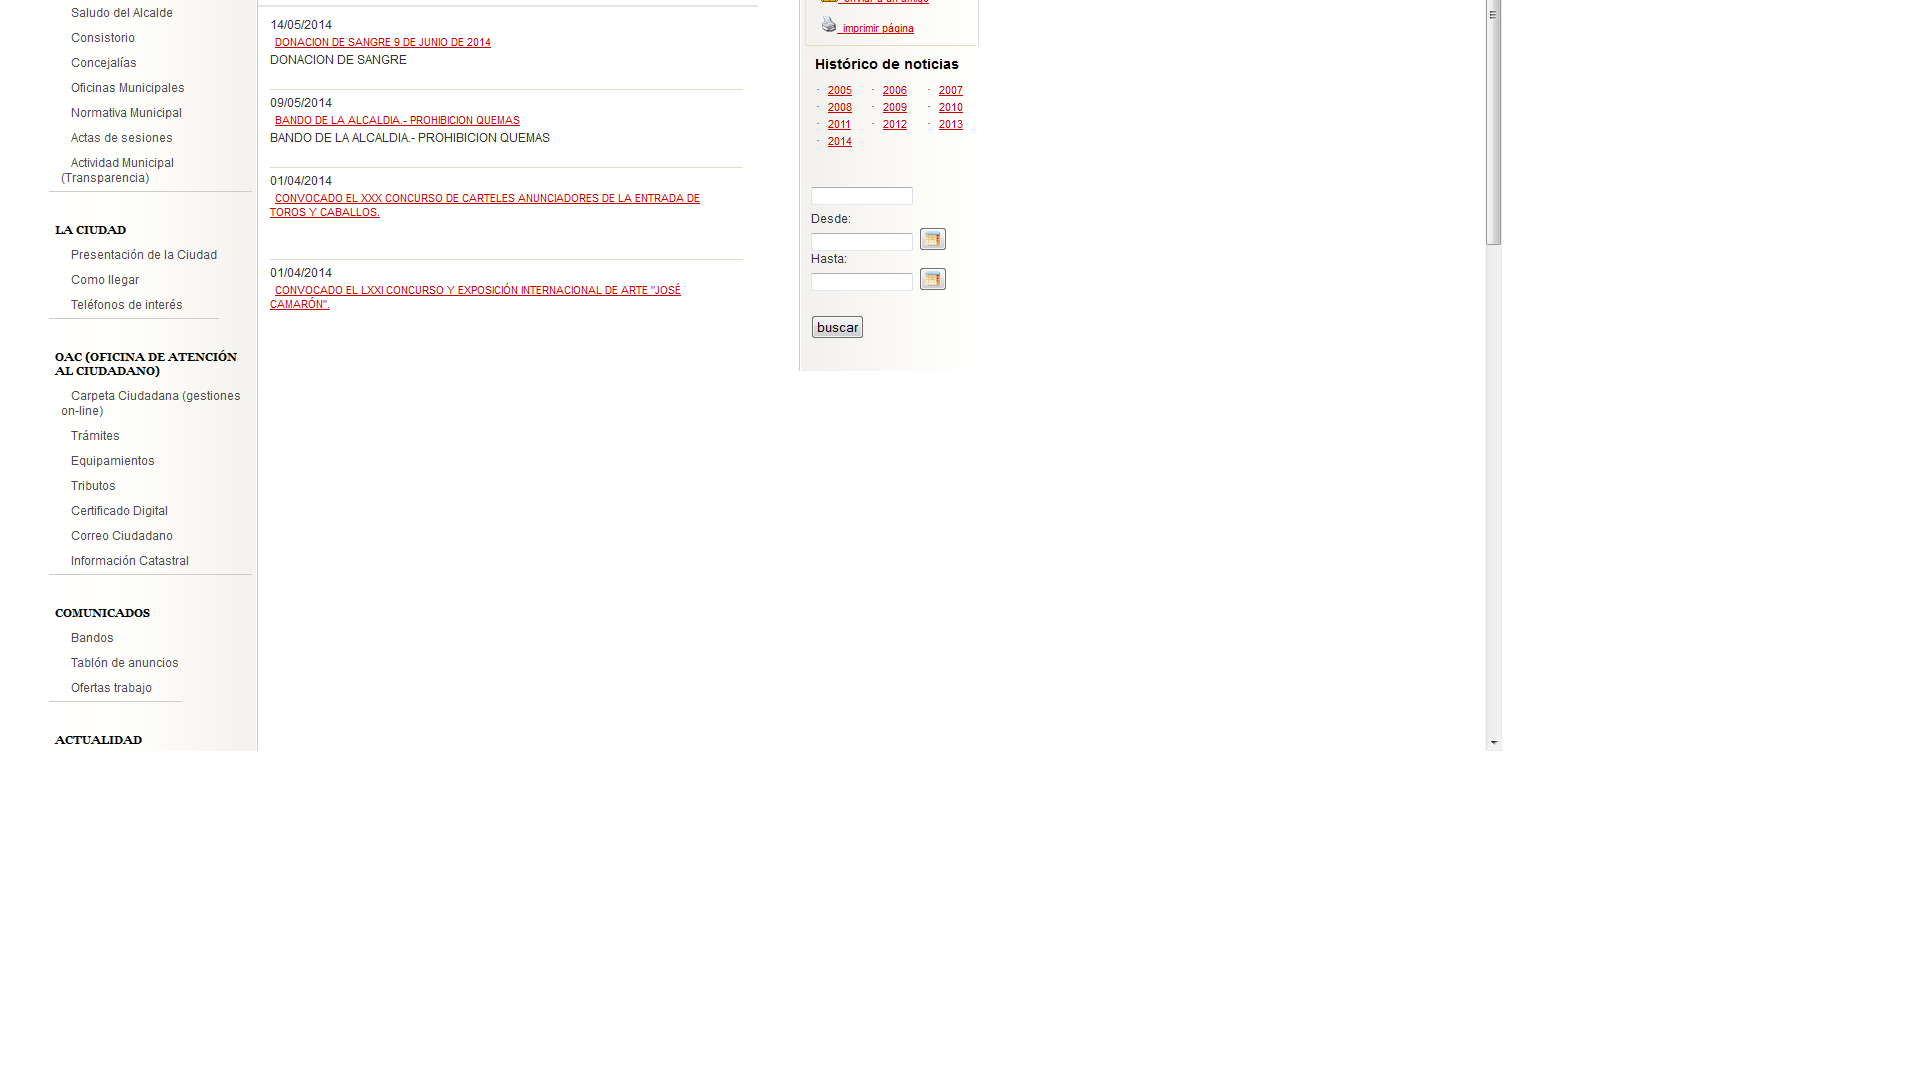 Saludo del Alcalde
Consistorio
Concejalías
Oficinas Municipales
Normativa Municipal
Actas de sesiones
Actividad Municipal
(Transparencia)
LA CIUDAD
Presentación de la Ciudad
Como llegar
Teléfonos de interés
OAC (OFICINA DE ATENCIÓN
AL CIUDADANO)
Carpeta Ciudadana (gestiones
on-line)
Trámites
Equipamientos
Tributos
Certificado Digital
Correo Ciudadano
Información Catastral
COMUNICADOS
Bandos
Tablón de anuncios
Ofertas trabajo
ACTUALIDAD
14/05/2014
DONACION DE SANGRE 9 DE JUNIO DE 2014
DONACION DE SANGRE
09/05/2014
BANDO DE LA ALCALDIA.- PROHIBICION QUEMAS
BANDO DE LA ALCALDIA.- PROHIBICION QUEMAS
01/04/2014
CONVOCADO EL XXX CONCURSO DE CARTELES ANUNCIADORES DE LA ENTRADA DE
TOROS Y CABALLOS.
01/04/2014
CONVOCADO EL LXXI CONCURSO Y EXPOSICIÓN INTERNACIONAL DE ARTE "JOSÉ
CAMARÓN".
enviar a un amigo
imprimir página
Histórico de noticias
2005 2006 2007
2008 2009 2010
2011 2012 2013
2014
Desde:
Hasta:
buscar